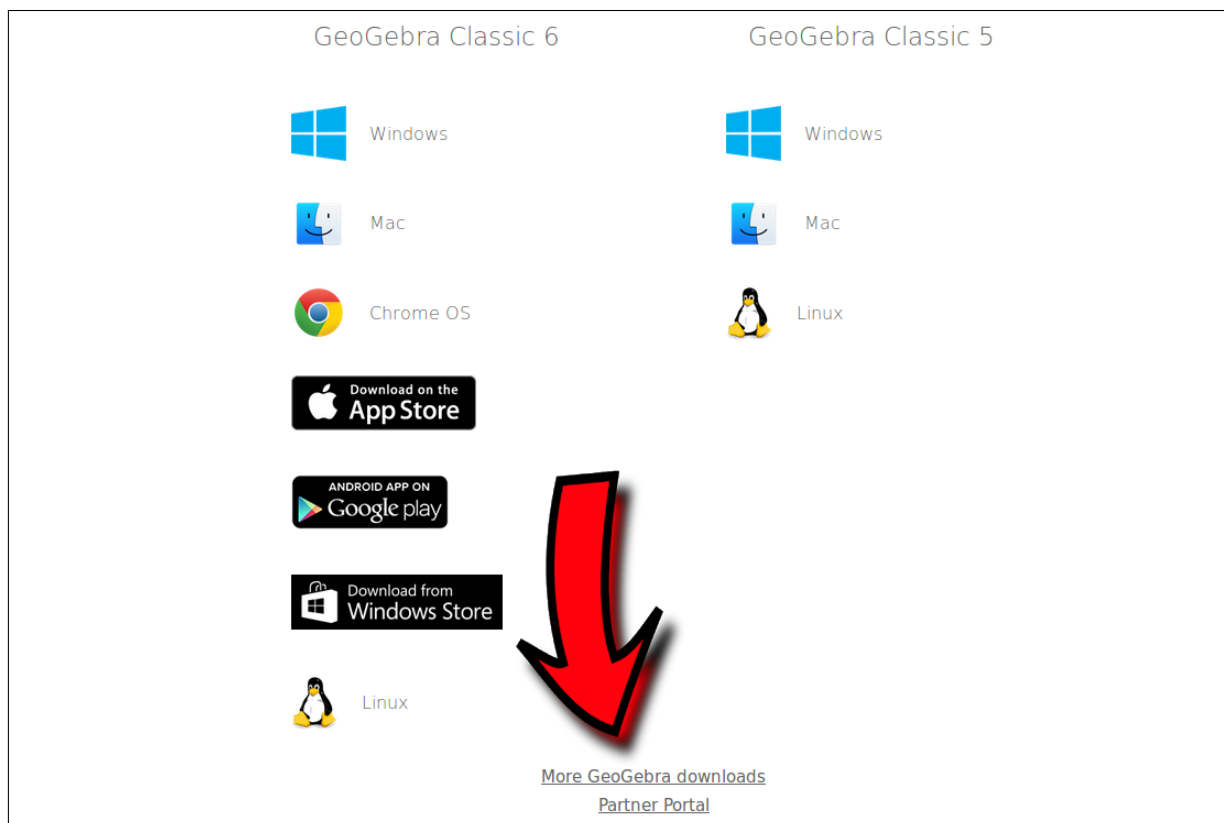 GeoGebra Classic 6
GeoGebra Classic 5
Windows
Windows
Mac
Mac
Chrome OS
Linux
Download on the
App Store
ANDROID APP ON
Google play
Download from
Windows Store
Linux
More GeoGebra downloads
Partner Portal